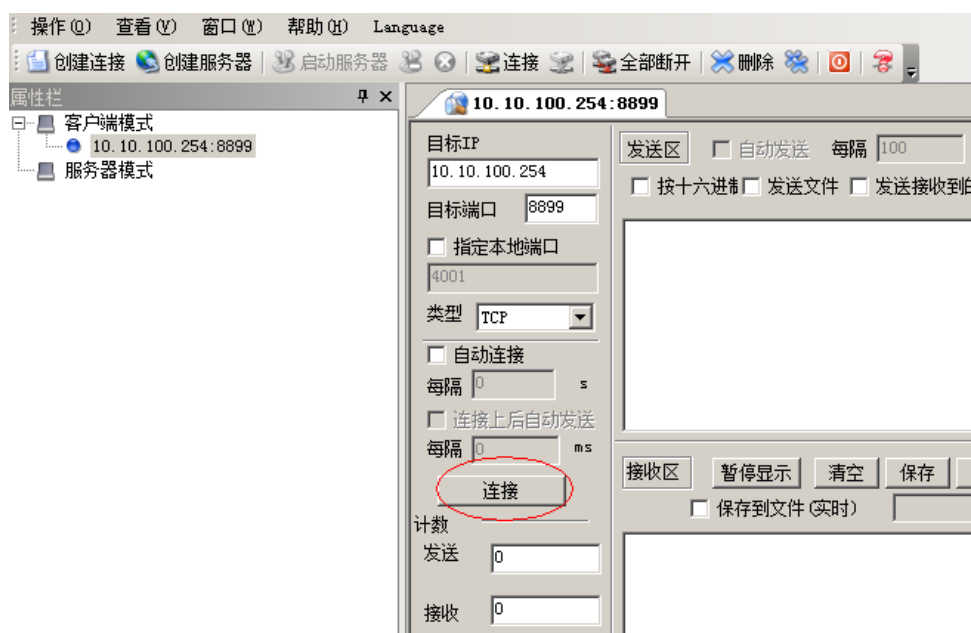 操作(O) 查看(V) 窗口(W) 帮助(H) Language
创建连接 创建服务器 启动服务器 连接 全部断开 删除
属性栏
客户端模式
10.10.100.254:8899
服务器模式
10.10.100.254:8899
目标IP
10.10.100.254
目标端口 8899
指定本地端口
4001
类型 TCP
自动连接
每隔 0 s
连接上后自动发送
每隔 0 ms
连接
计数
发送 0
接收 0
发送区 自动发送 每隔 100
按十六进制 发送文件 发送接收到
接收区 暂停显示 清空 保存
保存到文件(实时)